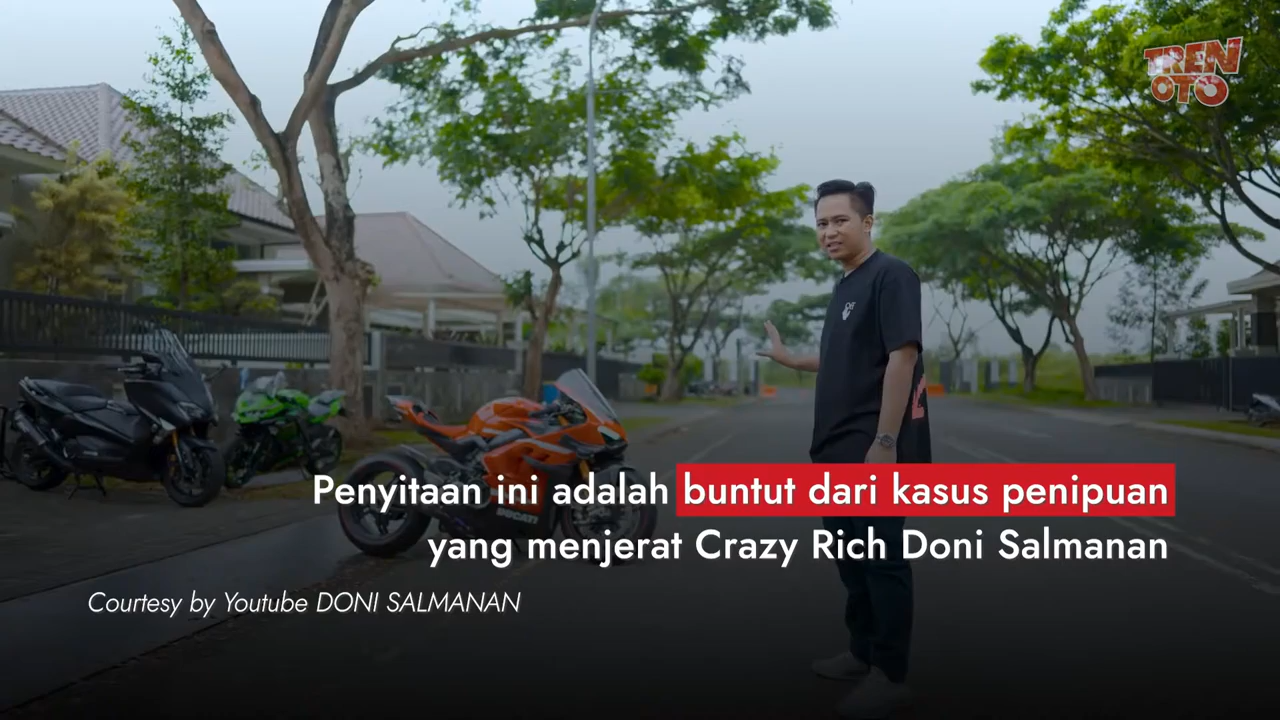 TREN
OTO
Penyitaan ini adalah buntut dari kasus penipuan
yang menjerat Crazy Rich Doni Salmanan
DUCATI
Courtesy by Youtube DONI SALMANAN